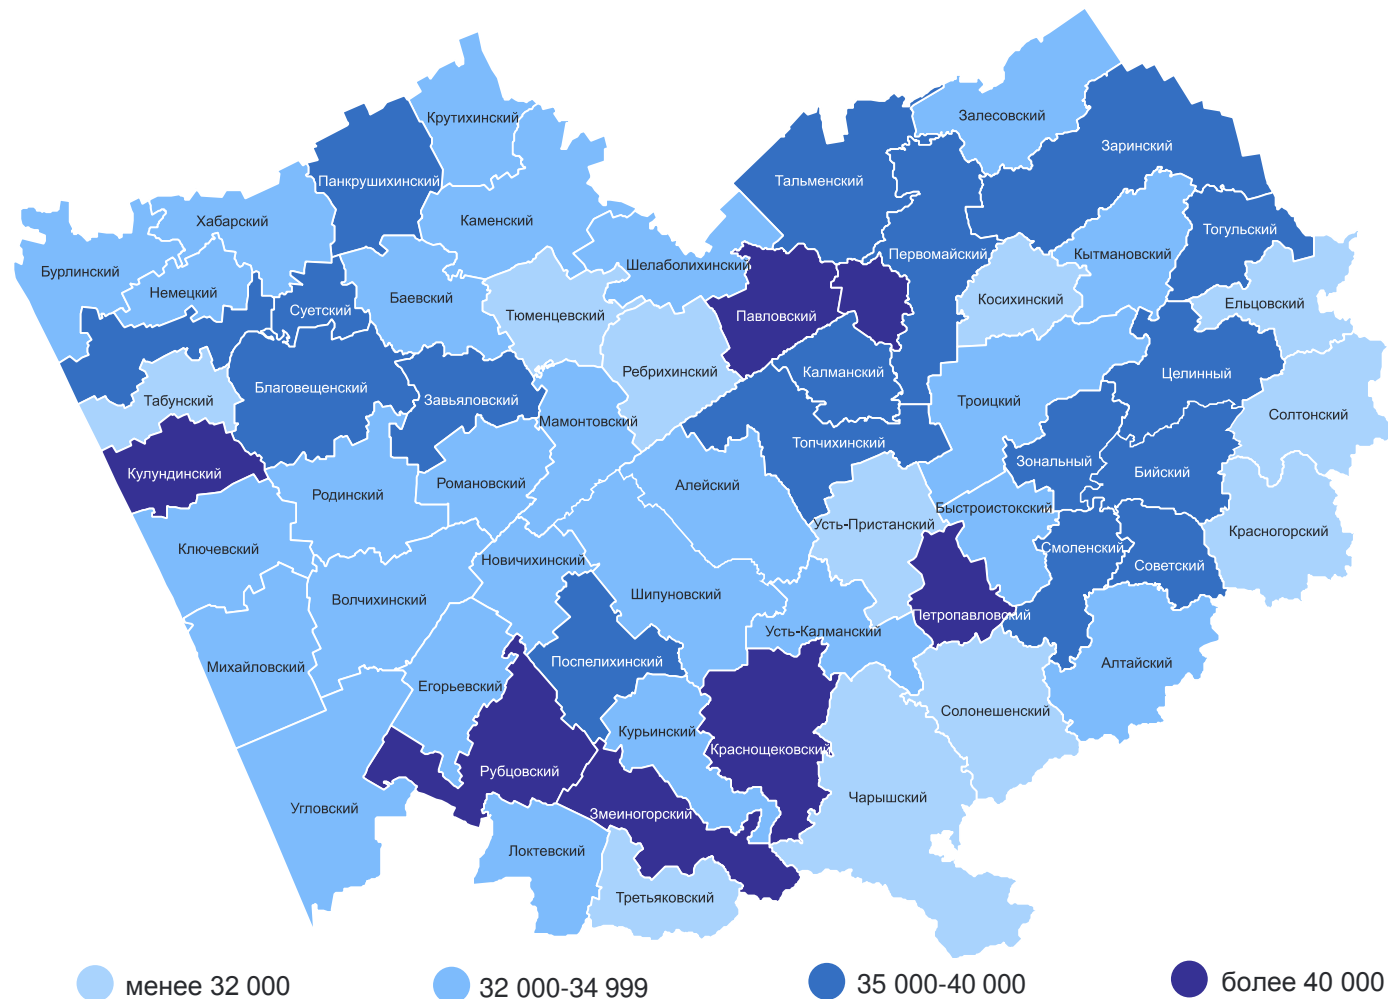 Залесовский
Крутихинский
Заринский
Панкрушихинский
Тальменский
Хабарский
Каменский
Тогульский
Первомайский
Кытмановский
Шелаболихинский
Бурлинский
Немецкий
Баевский
Косихинский
Ельцовский
Суетский
Тюменцевский
Павловский
Ребрихинский
Калманский
Целинный
Благовещенский
Табунский
Завьяловский
Троицкий
Солтонский
Мамонтовский
Топчихинский
Зональный
Бийский
Кулундинский
Романовский
Алейский
Родинский
Быстроистокский
Усть-Пристанский
Красногорский
Ключевский
Смоленский
Новичихинский
Советский
Шипуновский
Волчихинский
Петропавловский
Усть-Калманский
Поспелихинский
Алтайский
Михайловский
Егорьевский
Солонешенский
Курьинский
Краснощековский
Рубцовский
Чарышский
Угловский
Змеиногорский
Локтевский
Третьяковский
менее 32 000
32 000-34 999
35 000-40 000
более 40 000